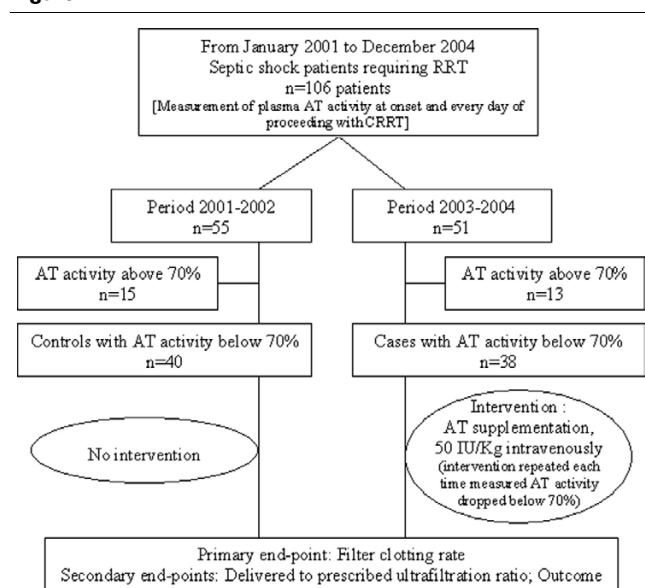 From January 2001 to December 2004
Septic shock patients requiring RRT
n=106 patients
[Measurement of plasma AT activity at onset and every day of
proceeding with CRRT]
Period 2001-2002
n=55
Period 2003-2004
n=51
AT activity above 70%
n=15
AT activity above 70%
n=13
Controls with AT activity below 70%
n=40
Cases with AT activity below 70%
n=38
No intervention
Intervention :
AT supplementation,
50 IU/Kg intravenously
(intervention repeated each
time measured AT activity
dropped below 70%)
Primary end-point: Filter clotting rate
Secondary end-points: Delivered to prescribed ultrafiltration ratio; Outcome